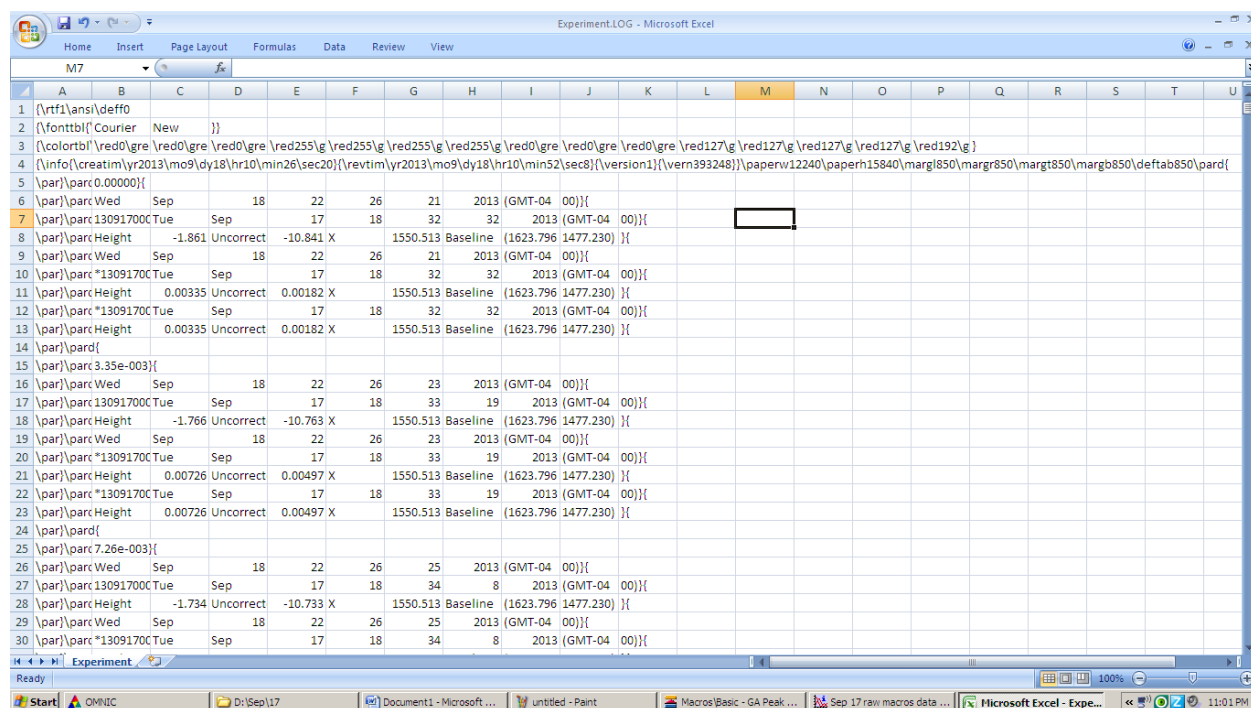 Experiment.LOG - Microsoft Excel
Home Insert Page Layout Formulas Data Review View
M7 fx
A B C D E F G H I J K L M N O P Q R S T U
1 {\rtf1\ansi\deff0
2 {\fonttbl{' Courier New }}
3 {\colortbl' \red0\gre \red0\gre \red0\gre \red255\g \red255\g \red255\g \red255\g \red0\gre \red0\gre \red0\gre \red127\g \red127\g \red127\g \red127\g \red192\g }
4 {\info{\creatim\yr2013\mo9\dy18\hr10\min26\sec20}{\revtim\yr2013\mo9\dy18\hr10\min52\sec8}{\version1}{\vern393248}}\paperw12240\paperh15840\margl850\margr850\margt850\margb850\deftab850\pard{
5 \par}\parc 0.00000}{
6 \par}\parc Wed Sep 18 22 26 21 2013 (GMT-04 00)}{
7 \par}\parc 13091700C Tue Sep 17 18 32 32 2013 (GMT-04 00)}{
8 \par}\parc Height -1.861 Uncorrect -10.841 X 1550.513 Baseline (1623.796 1477.230) }{
9 \par}\parc Wed Sep 18 22 26 21 2013 (GMT-04 00)}{
10 \par}\parc *1309170C Tue Sep 17 18 32 32 2013 (GMT-04 00)}{
11 \par}\parc Height 0.00335 Uncorrect 0.00182 X 1550.513 Baseline (1623.796 1477.230) }{
12 \par}\parc *1309170C Tue Sep 17 18 32 32 2013 (GMT-04 00)}{
13 \par}\parc Height 0.00335 Uncorrect 0.00182 X 1550.513 Baseline (1623.796 1477.230) }{
14 \par}\pard{
15 \par}\parc 3.35e-003}{
16 \par}\parc Wed Sep 18 22 26 23 2013 (GMT-04 00)}{
17 \par}\parc 13091700C Tue Sep 17 18 33 19 2013 (GMT-04 00)}{
18 \par}\parc Height -1.766 Uncorrect -10.763 X 1550.513 Baseline (1623.796 1477.230) }{
19 \par}\parc Wed Sep 18 22 26 23 2013 (GMT-04 00)}{
20 \par}\parc *1309170C Tue Sep 17 18 33 19 2013 (GMT-04 00)}{
21 \par}\parc Height 0.00726 Uncorrect 0.00497 X 1550.513 Baseline (1623.796 1477.230) }{
22 \par}\parc *1309170C Tue Sep 17 18 33 19 2013 (GMT-04 00)}{
23 \par}\parc Height 0.00726 Uncorrect 0.00497 X 1550.513 Baseline (1623.796 1477.230) }{
24 \par}\pard{
25 \par}\parc 7.26e-003}{
26 \par}\parc Wed Sep 18 22 26 25 2013 (GMT-04 00)}{
27 \par}\parc 13091700C Tue Sep 17 18 34 8 2013 (GMT-04 00)}{
28 \par}\parc Height -1.734 Uncorrect -10.733 X 1550.513 Baseline (1623.796 1477.230) }{
29 \par}\parc Wed Sep 18 22 26 25 2013 (GMT-04 00)}{
30 \par}\parc *1309170C Tue Sep 17 18 34 8 2013 (GMT-04 00)}{
Experiment
Ready 100%
Start OMNIC D:\Sep\17 Document1 - Microsoft ... untitled - Paint Macros\Basic - GA Peak ... Sep 17 raw macros data ... Microsoft Excel - Expe... 11:01 PM